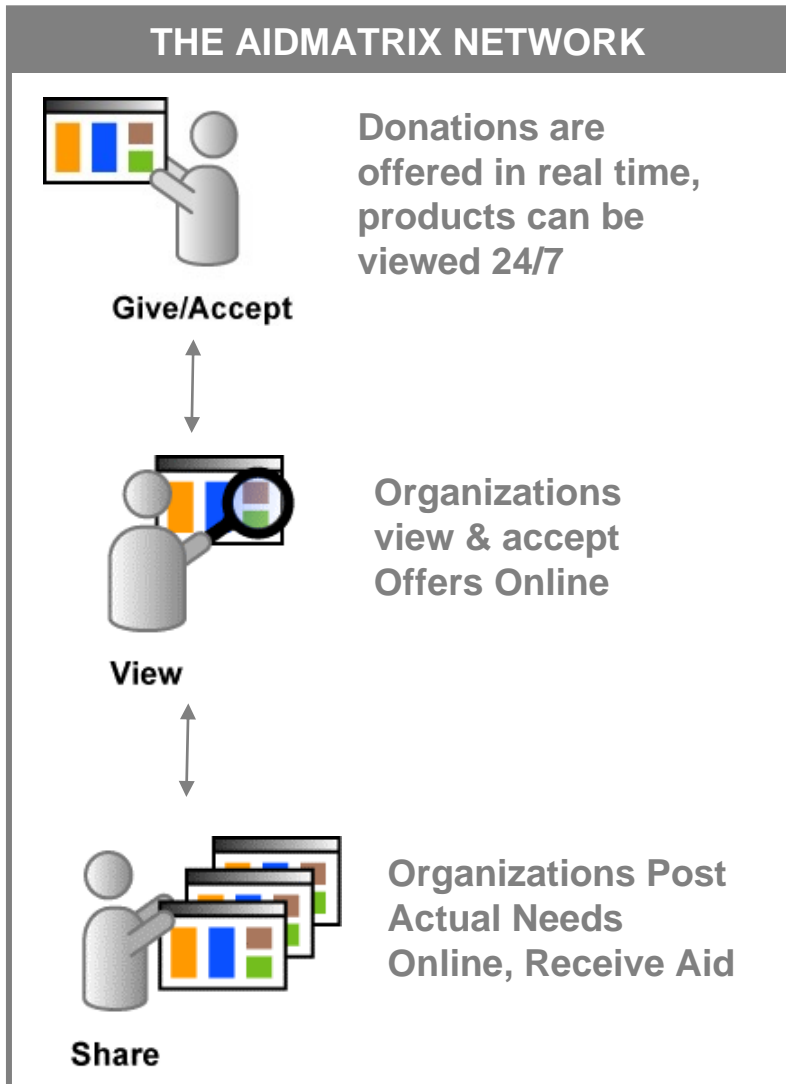 THE AIDMATRIX NETWORK
Donations are
offered in real time,
products can be
viewed 24/7
Give/Accept
Organizations
view & accept
Offers Online
View
Organizations Post
Actual Needs
Online, Receive Aid
Share